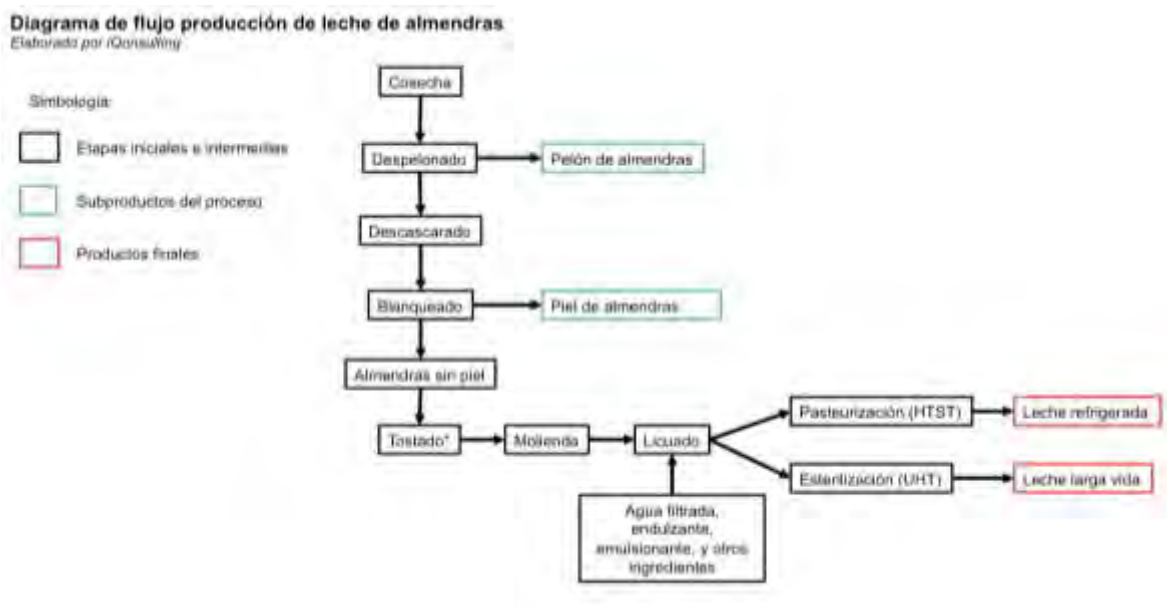 Diagrama de flujo producción de leche de almendras
Elaborado por iQonsulting
Simbología:
Etapas iniciales e intermedias
Subproductos del proceso
Productos finales
Cosecha
Despelonado
Pelón de almendras
Descascarado
Blanqueado
Piel de almendras
Almendras sin piel
Tostado*
Molienda
Licuado
Pasteurización (HTST)
Leche refrigerada
Esterilización (UHT)
Leche larga vida
Agua filtrada,
endulzante,
emulsionante, y otros
ingredientes